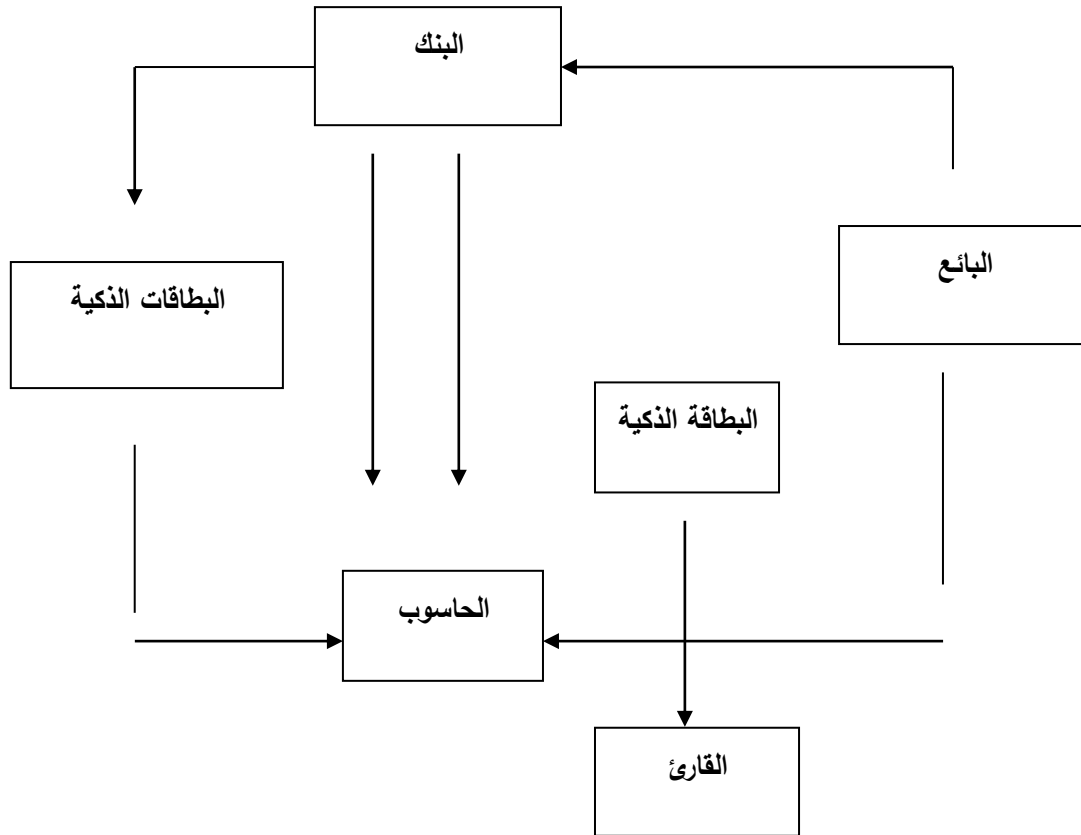 البنك
البائع
البطاقات الذكية
البطاقة الذكية
الحاسوب
القارئ